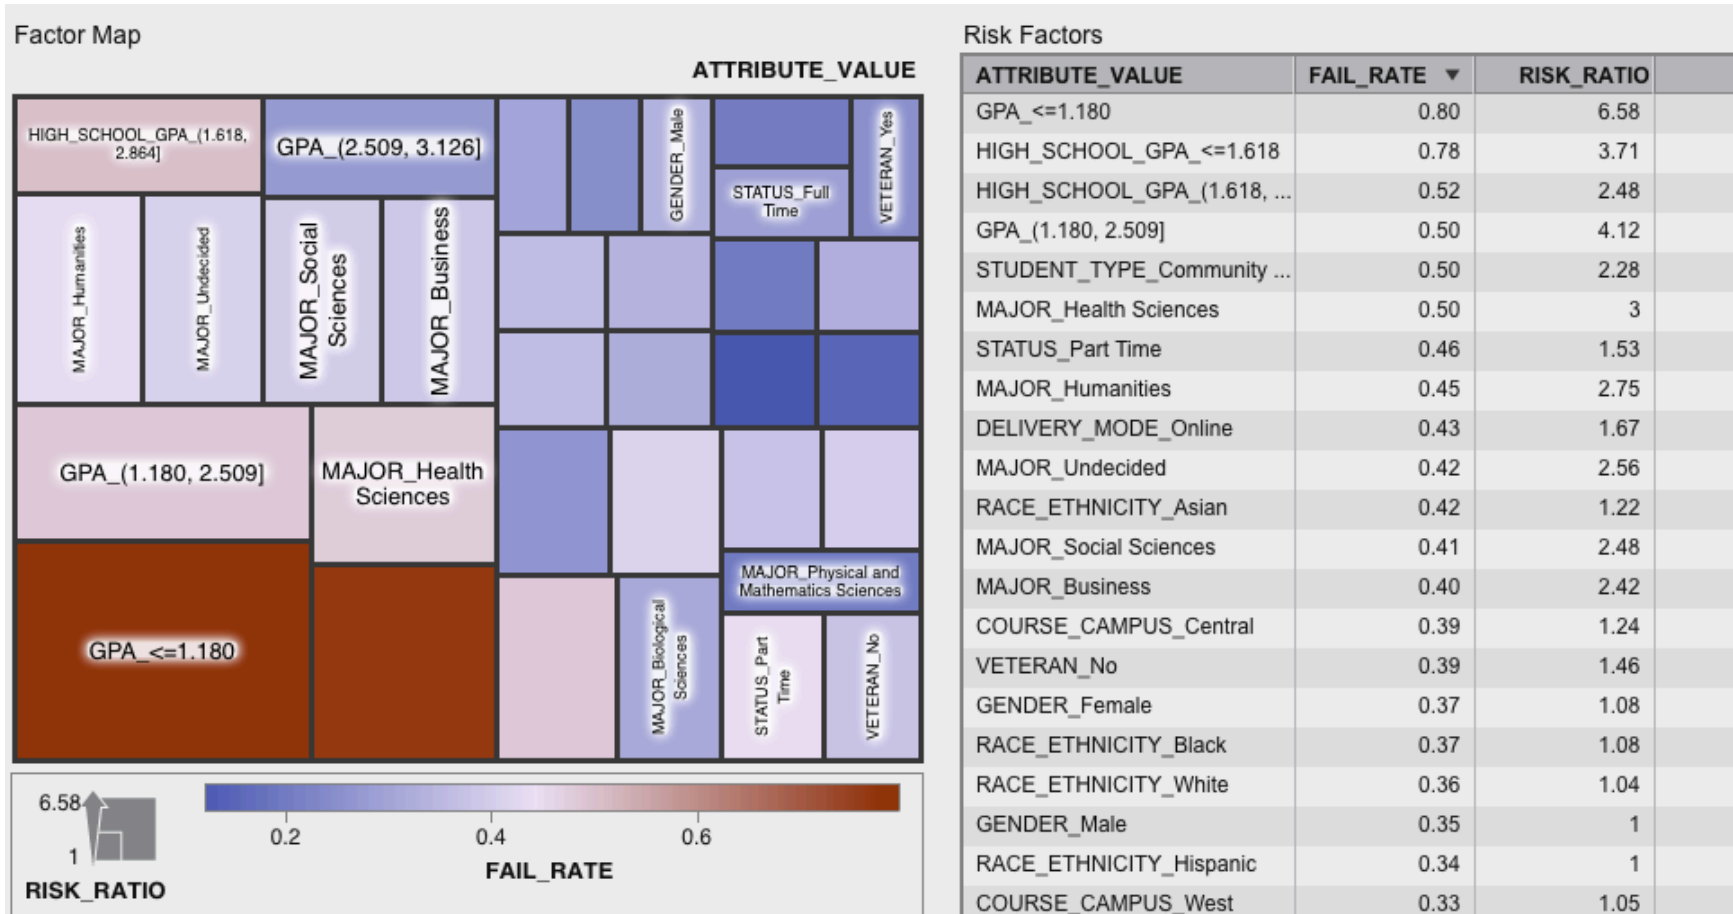 Factor Map
ATTRIBUTE_VALUE
HIGH_SCHOOL_GPA_(1.618,
2.864]
GPA_(2.509, 3.126]
GENDER_Male
STATUS_Full
Time
VETERAN_Yes
MAJOR_Humanities
MAJOR_Undecided
MAJOR_Social
Sciences
MAJOR_Business
GPA_(1.180, 2.509]
MAJOR_Health
Sciences
GPA_<=1.180
MAJOR_Biological
Sciences
MAJOR_Physical and
Mathematics Sciences
STATUS_Part
Time
VETERAN_No
6.58
1
RISK_RATIO
0.2 0.4 0.6
FAIL_RATE
Risk Factors
ATTRIBUTE_VALUE FAIL_RATE ▼ RISK_RATIO
GPA_<=1.180 0.80 6.58
HIGH_SCHOOL_GPA_<=1.618 0.78 3.71
HIGH_SCHOOL_GPA_(1.618, ... 0.52 2.48
GPA_(1.180, 2.509] 0.50 4.12
STUDENT_TYPE_Community ... 0.50 2.28
MAJOR_Health Sciences 0.50 3
STATUS_Part Time 0.46 1.53
MAJOR_Humanities 0.45 2.75
DELIVERY_MODE_Online 0.43 1.67
MAJOR_Undecided 0.42 2.56
RACE_ETHNICITY_Asian 0.42 1.22
MAJOR_Social Sciences 0.41 2.48
MAJOR_Business 0.40 2.42
COURSE_CAMPUS_Central 0.39 1.24
VETERAN_No 0.39 1.46
GENDER_Female 0.37 1.08
RACE_ETHNICITY_Black 0.37 1.08
RACE_ETHNICITY_White 0.36 1.04
GENDER_Male 0.35 1
RACE_ETHNICITY_Hispanic 0.34 1
COURSE_CAMPUS_West 0.33 1.05